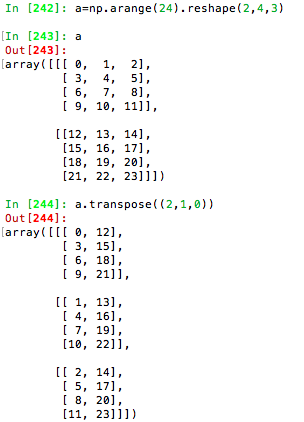 In [242]: a=np.arange(24).reshape(2,4,3)
In [243]: a
Out[243]:
array([[[ 0,  1,  2],
        [ 3,  4,  5],
        [ 6,  7,  8],
        [ 9, 10, 11]],

       [[12, 13, 14],
        [15, 16, 17],
        [18, 19, 20],
        [21, 22, 23]]])
In [244]: a.transpose((2,1,0))
Out[244]:
array([[[ 0, 12],
        [ 3, 15],
        [ 6, 18],
        [ 9, 21]],

       [[ 1, 13],
        [ 4, 16],
        [ 7, 19],
        [10, 22]],

       [[ 2, 14],
        [ 5, 17],
        [ 8, 20],
        [11, 23]]])